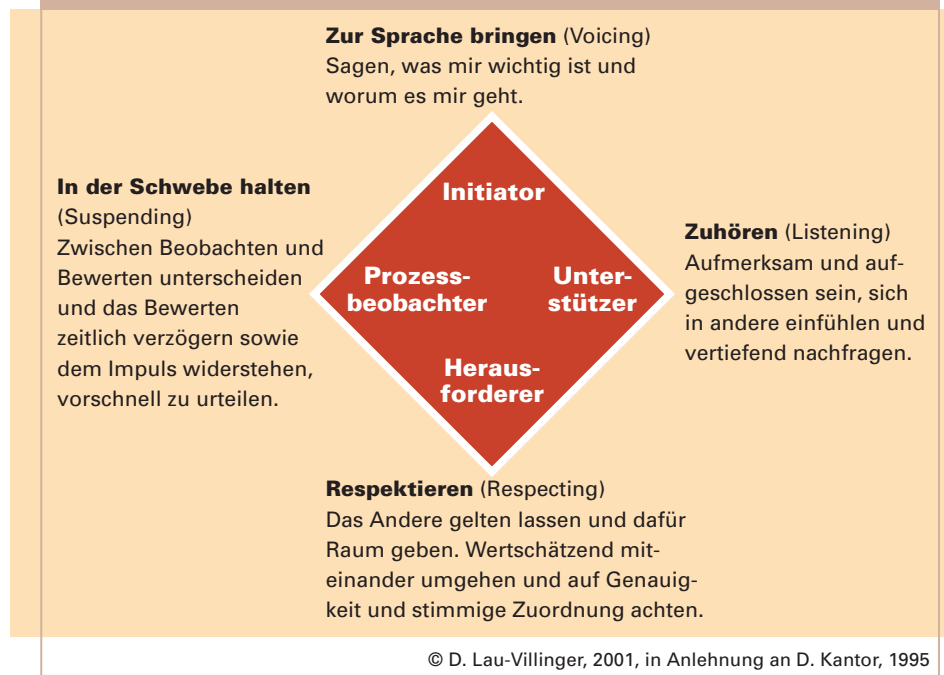 Zur Sprache bringen (Voicing)
Sagen, was mir wichtig ist und
worum es mir geht.
Initiator
In der Schwebe halten
(Suspending)
Zwischen Beobachten und
Bewerten unterscheiden
und das Bewerten
zeitlich verzögern sowie
dem Impuls widerstehen,
vorschnell zu urteilen.
Prozess-
beobachter
Unter-
stützer
Zuhören (Listening)
Aufmerksam und auf-
geschlossen sein, sich
in andere einfühlen und
vertiefend nachfragen.
Heraus-
forderer
Respektieren (Respecting)
Das Andere gelten lassen und dafür
Raum geben. Wertschätzend mit-
einander umgehen und auf Genauig-
keit und stimmige Zuordnung achten.
© D. Lau-Villinger, 2001, in Anlehnung an D. Kantor, 1995